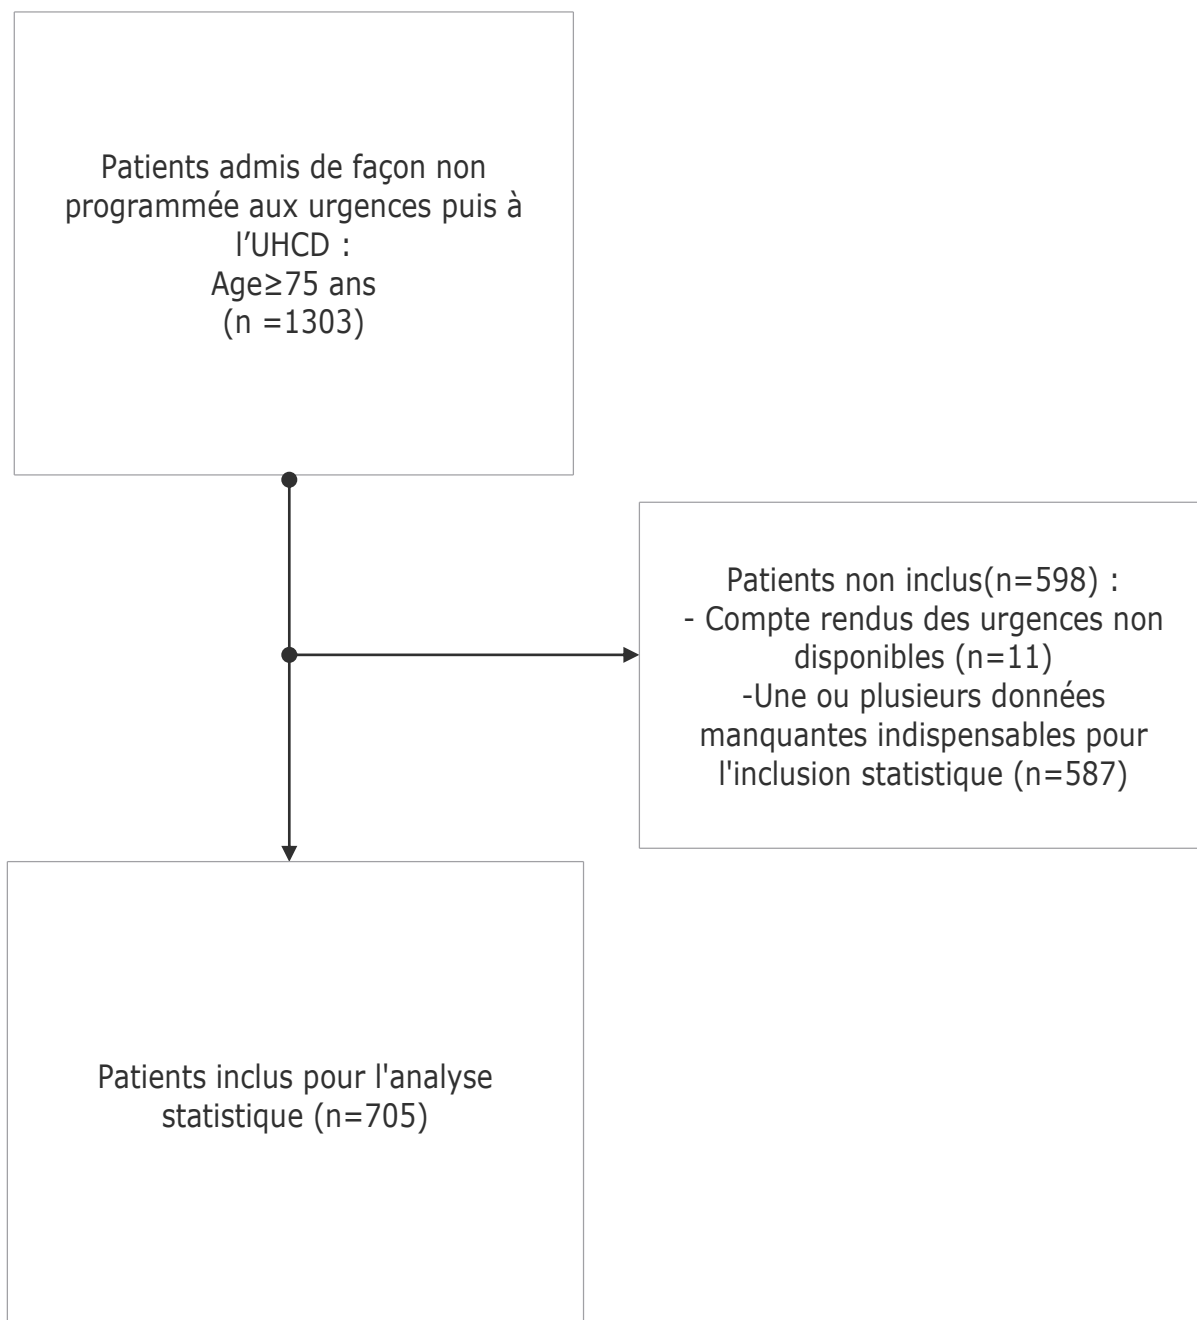 Patients admis de façon non
programmée aux urgences puis à
l’UHCD :
Age≥75 ans
(n =1303)
Patients non inclus(n=598) :
- Compte rendus des urgences non
disponibles (n=11)
-Une ou plusieurs données
manquantes indispensables pour
l'inclusion statistique (n=587)
Patients inclus pour l'analyse
statistique (n=705)